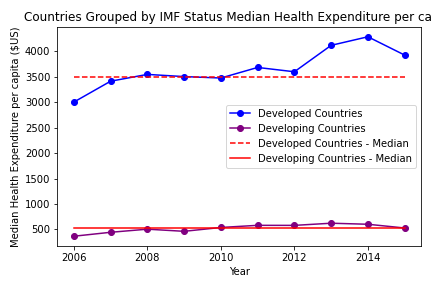 Countries Grouped by IMF Status Median Health Expenditure per ca
Median Health Expenditure per capita ($US)
4000
3500
3000
2500
2000
1500
1000
500
Developed Countries
Developing Countries
Developed Countries - Median
Developing Countries - Median
2006 2008 2010 2012 2014
Year